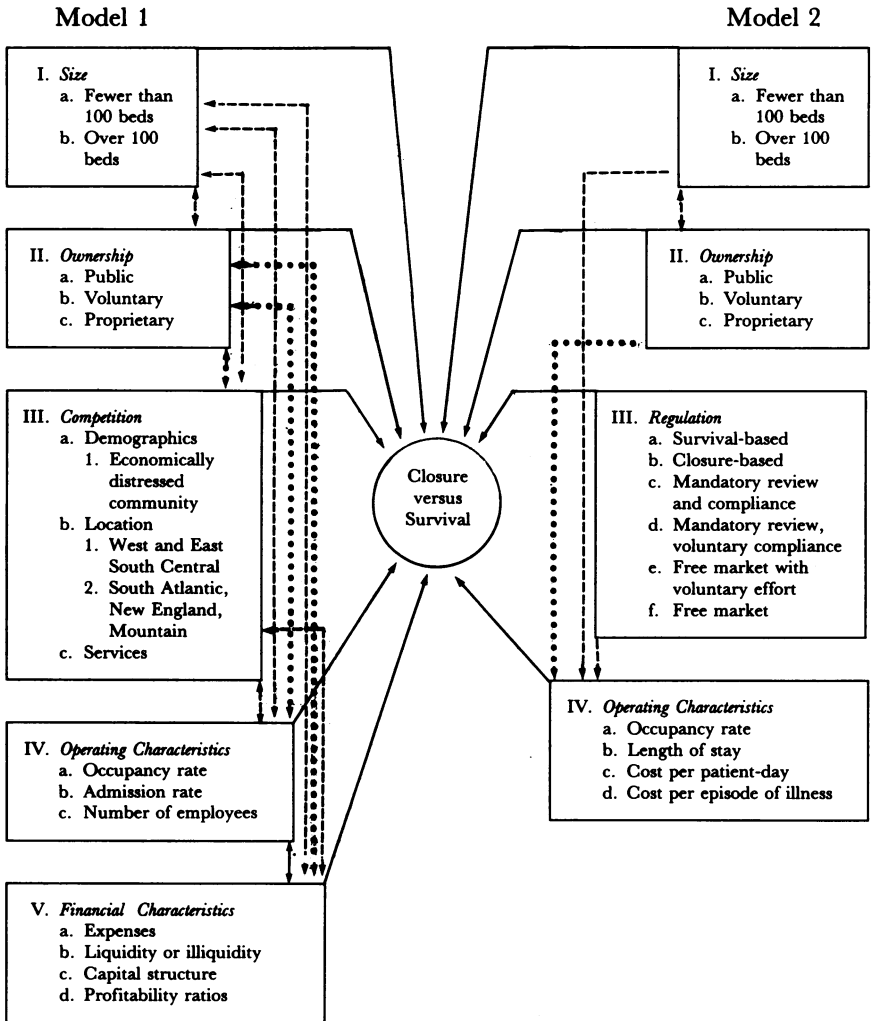 Model 1
I. Size
a. Fewer than
100 beds
b. Over 100
beds
II. Ownership
a. Public
b. Voluntary
c. Proprietary
III. Competition
a. Demographics
1. Economically
distressed
community
b. Location
1. West and East
South Central
2. South Atlantic,
New England,
Mountain
c. Services
IV. Operating Characteristics
a. Occupancy rate
b. Admission rate
c. Number of employees
V. Financial Characteristics
a. Expenses
b. Liquidity or illiquidity
c. Capital structure
d. Profitability ratios
Closure
versus
Survival
Model 2
I. Size
a. Fewer than
100 beds
b. Over 100
beds
II. Ownership
a. Public
b. Voluntary
c. Proprietary
III. Regulation
a. Survival-based
b. Closure-based
c. Mandatory review
and compliance
d. Mandatory review,
voluntary compliance
e. Free market with
voluntary effort
f. Free market
IV. Operating Characteristics
a. Occupancy rate
b. Length of stay
c. Cost per patient-day
d. Cost per episode of illness